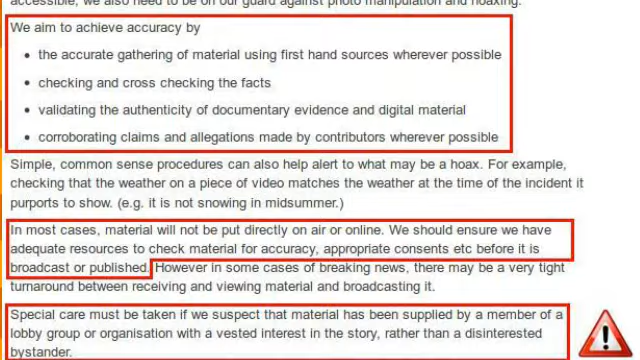 accessible, we also need to be on our guard against photo manipulation and hoaxing.
We aim to achieve accuracy by
• the accurate gathering of material using first hand sources wherever possible
• checking and cross checking the facts
• validating the authenticity of documentary evidence and digital material
• corroborating claims and allegations made by contributors wherever possible
Simple, common sense procedures can also help alert to what may be a hoax. For example,
checking that the weather on a piece of video matches the weather at the time of the incident it
purports to show. (e.g. it is not snowing in midsummer.)
In most cases, material will not be put directly on air or online. We should ensure we have
adequate resources to check material for accuracy, appropriate consents etc before it is
broadcast or published. However in some cases of breaking news, there may be a very tight
turnaround between receiving and viewing material and broadcasting it.
Special care must be taken if we suspect that material has been supplied by a member of a
lobby group or organisation with a vested interest in the story, rather than a disinterested
bystander.